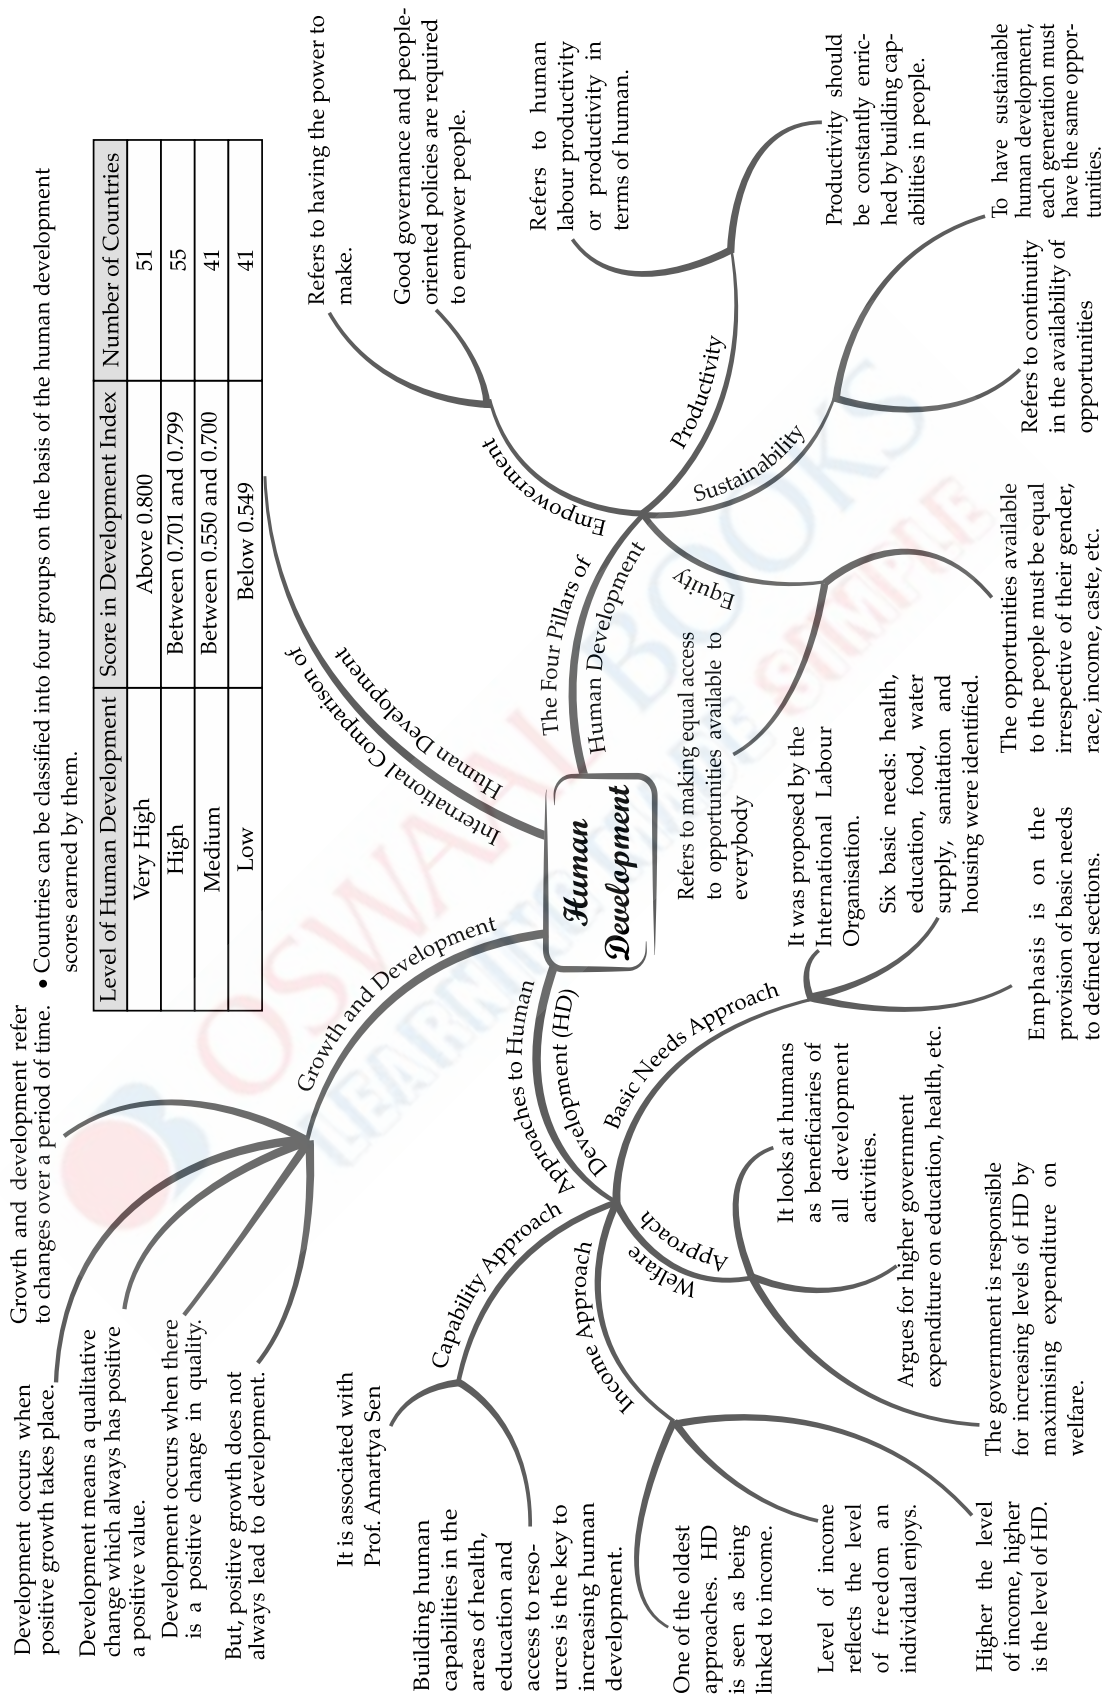 Human
Development
Growth and Development
Growth and development refer
to changes over a period of time.
Development occurs when
positive growth takes place.
Development means a qualitative
change which always has positive
a positive value.
Development occurs when there
is a positive change in quality.
But, positive growth does not
always lead to development.
International Comparison of
Human Development
• Countries can be classified into four groups on the basis of the human development
scores earned by them.
Level of Human Development Score in Development Index Number of Countries
Very High Above 0.800 51
High Between 0.701 and 0.799 55
Medium Between 0.550 and 0.700 41
Low Below 0.549 41
The Four Pillars of
Human Development
Empowerment
Refers to having the power to
make.
Good governance and people-
oriented policies are required
to empower people.
Productivity
Refers to human
labour productivity
or productivity in
terms of human.
Productivity should
be constantly enric-
hed by building cap-
abilities in people.
Sustainability
To have sustainable
human development,
each generation must
have the same oppor-
tunities.
Refers to continuity
in the availability of
opportunities
Equity
The opportunities available
to the people must be equal
irrespective of their gender,
race, income, caste, etc.
Refers to making equal access
to opportunities available to
everybody
Approaches to Human
Development (HD)
Basic Needs Approach
It was proposed by the
International Labour
Organisation.
Six basic needs: health,
education, food, water
supply, sanitation and
housing were identified.
Emphasis is on the
provision of basic needs
to defined sections.
Welfare
Approach
It looks at humans
as beneficiaries of
all development
activities.
Argues for higher government
expenditure on education, health, etc.
The government is responsible
for increasing levels of HD by
maximising expenditure on
welfare.
Income Approach
One of the oldest
approaches. HD
is seen as being
linked to income.
Level of income
reflects the level
of freedom an
individual enjoys.
Higher the level
of income, higher
is the level of HD.
Capability Approach
It is associated with
Prof. Amartya Sen
Building human
capabilities in the
areas of health,
education and
access to reso-
urces is the key to
increasing human
development.
OSWAAL BOOKS
LEARNING MADE SIMPLE